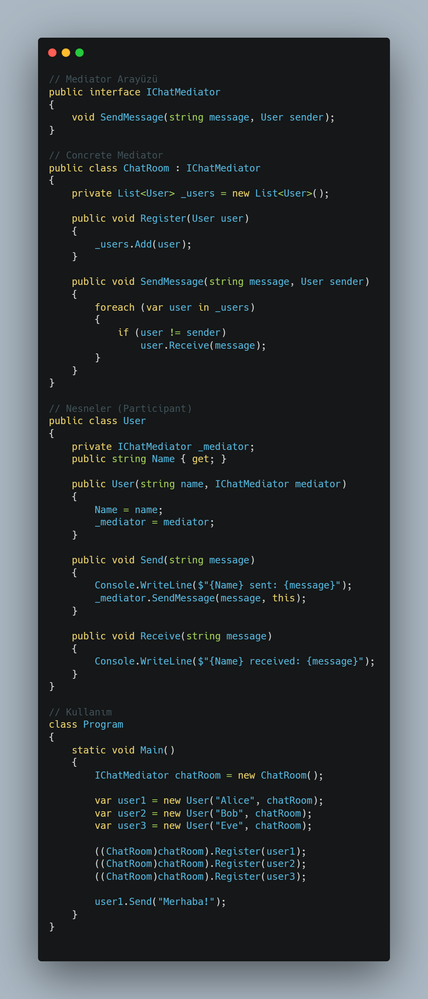 // Mediator Arayüzü
public interface IChatMediator
{
    void SendMessage(string message, User sender);
}

// Concrete Mediator
public class ChatRoom : IChatMediator
{
    private List<User> _users = new List<User>();

    public void Register(User user)
    {
        _users.Add(user);
    }

    public void SendMessage(string message, User sender)
    {
        foreach (var user in _users)
        {
            if (user != sender)
                user.Receive(message);
        }
    }
}

// Nesneler (Participant)
public class User
{
    private IChatMediator _mediator;
    public string Name { get; }

    public User(string name, IChatMediator mediator)
    {
        Name = name;
        _mediator = mediator;
    }

    public void Send(string message)
    {
        Console.WriteLine($"{Name} sent: {message}");
        _mediator.SendMessage(message, this);
    }

    public void Receive(string message)
    {
        Console.WriteLine($"{Name} received: {message}");
    }
}

// Kullanım
class Program
{
    static void Main()
    {
        IChatMediator chatRoom = new ChatRoom();

        var user1 = new User("Alice", chatRoom);
        var user2 = new User("Bob", chatRoom);
        var user3 = new User("Eve", chatRoom);

        ((ChatRoom)chatRoom).Register(user1);
        ((ChatRoom)chatRoom).Register(user2);
        ((ChatRoom)chatRoom).Register(user3);

        user1.Send("Merhaba!");
    }
}